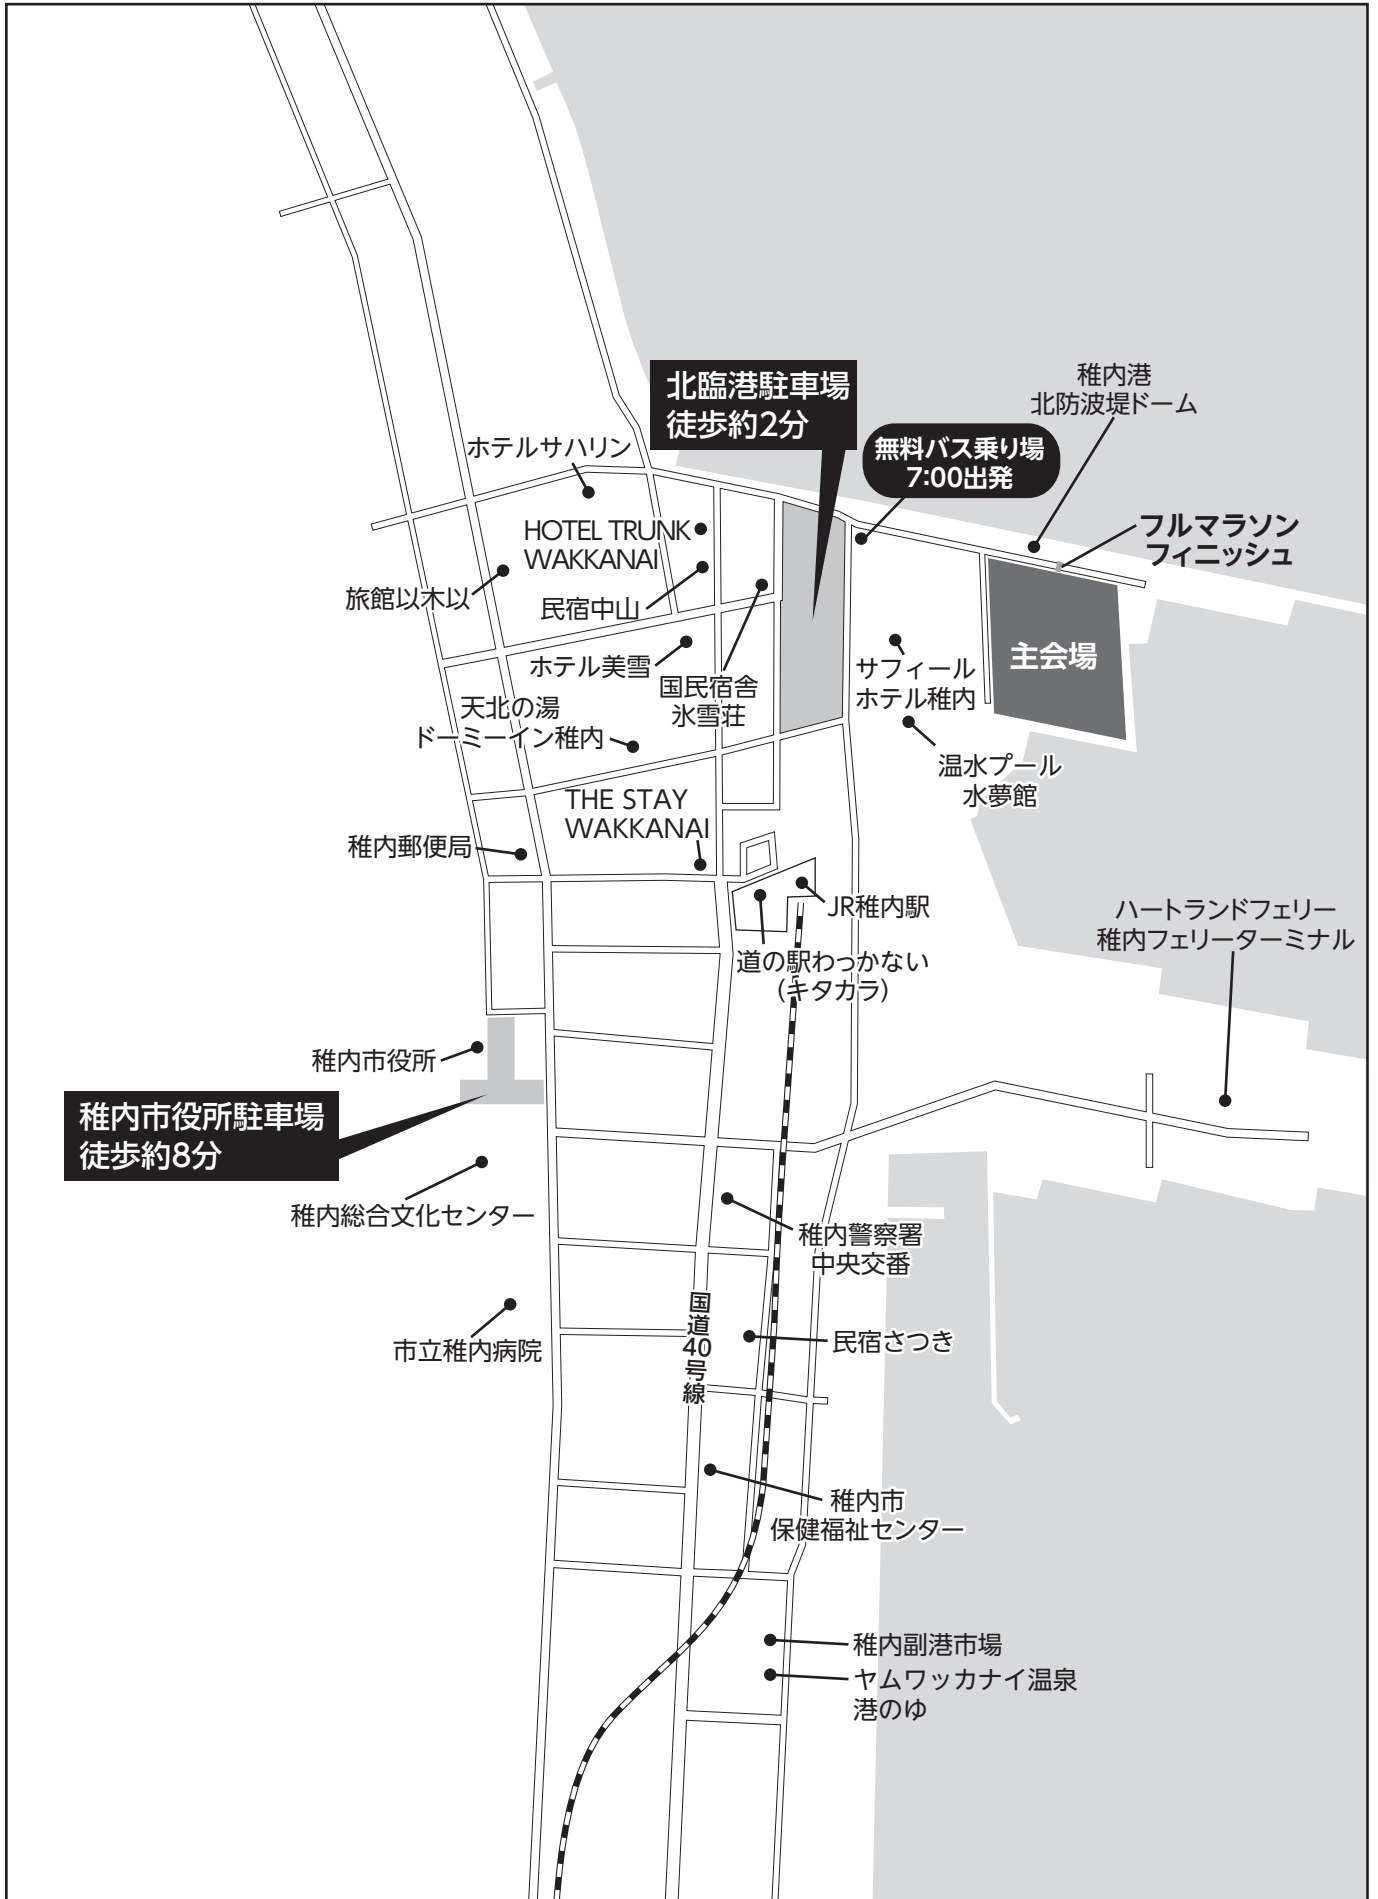 北臨港駐車場
徒歩約2分
稚内港
北防波堤ドーム
無料バス乗り場
7:00出発
ホテルサハリン
フルマラソン
フィニッシュ
HOTEL TRUNK
WAKKANAI
旅館以木以
民宿中山
主会場
ホテル美雪
国民宿舎
氷雪荘
サフィール
ホテル稚内
天北の湯
ドーミーイン稚内
温水プール
水夢館
THE STAY
WAKKANAI
稚内郵便局
JR稚内駅
ハートランドフェリー
稚内フェリーターミナル
道の駅わっかない
(キタカラ)
稚内市役所
稚内市役所駐車場
徒歩約8分
稚内総合文化センター
稚内警察署
中央交番
国道40号線
民宿さつき
市立稚内病院
稚内市
保健福祉センター
稚内副港市場
ヤムワッカナイ温泉
港のゆ